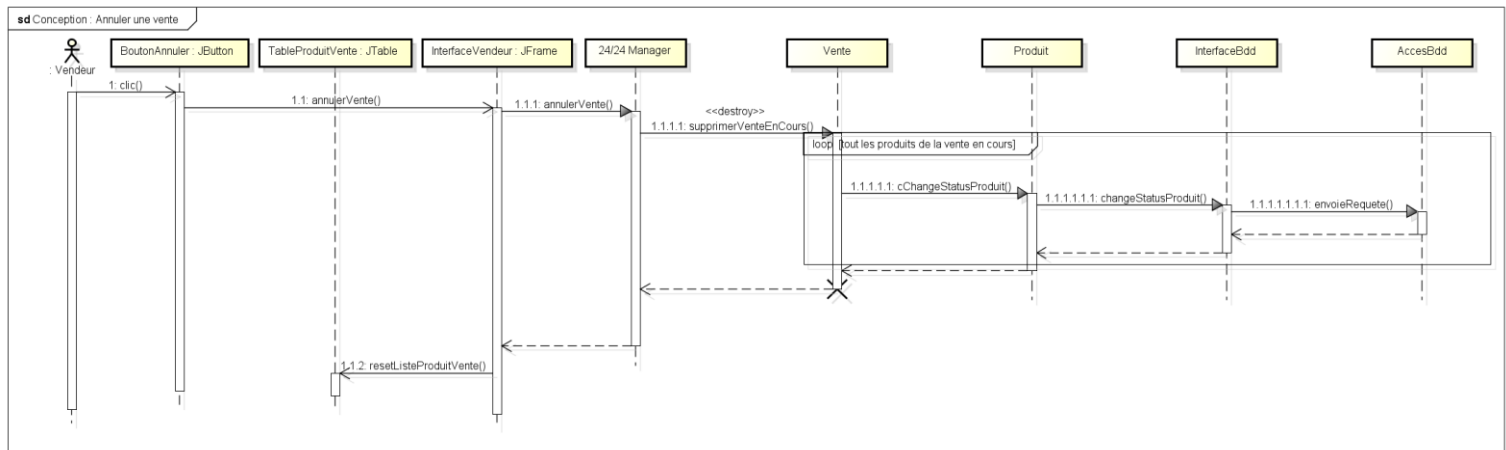 sd Conception : Annuler une vente
: Vendeur
BoutonAnnuler : JButton
TableProduitVente : JTable
InterfaceVendeur : JFrame
24/24 Manager
Vente
Produit
InterfaceBdd
AccesBdd
1: clic()
1.1: annulerVente()
1.1.1: annulerVente()
<<destroy>>
1.1.1.1: supprimerVenteEnCours()
loop [tout les produits de la vente en cours]
1.1.1.1.1: cChangeStatusProduit()
1.1.1.1.1.1: changeStatusProduit()
1.1.1.1.1.1.1: envoieRequete()
1.1.2: resetListeProduitVente()